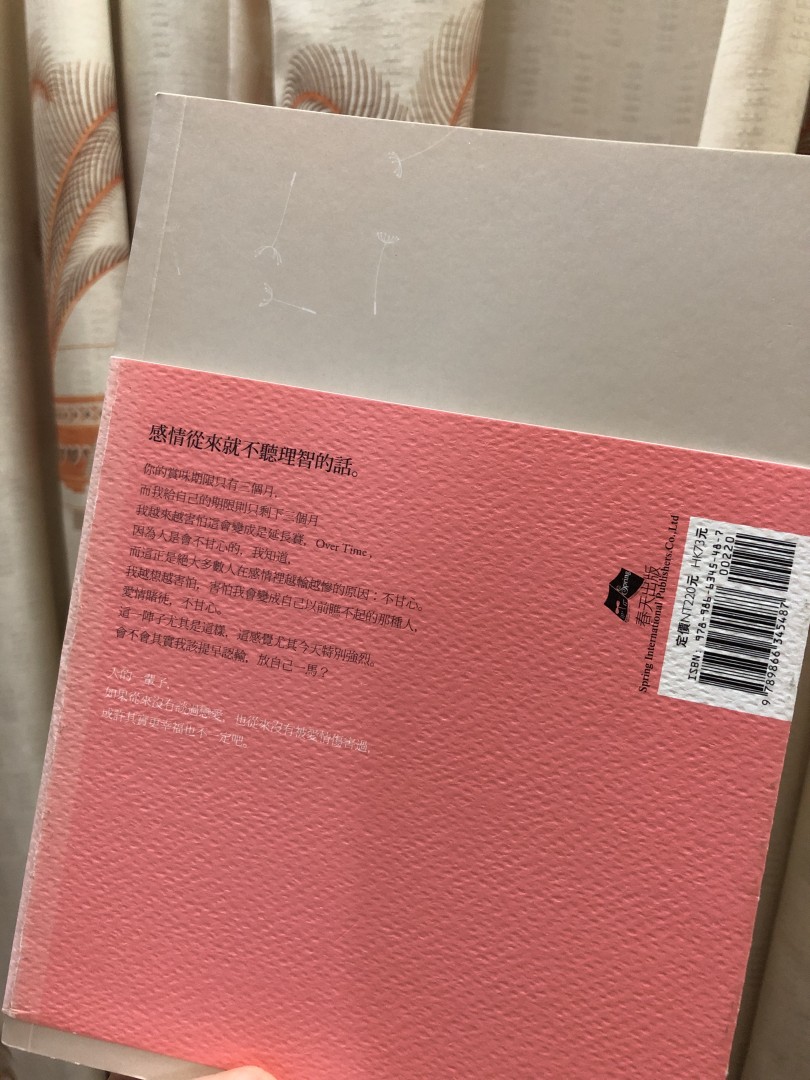 感情從來就不聽理智的話。
你的賞味期限只有三個月,
而我給自己的期限則只剩下三個月
我越來越害怕這會變成是延長賽, Over Time,
因為人是會不甘心的, 我知道,
而這正是絕大多數人在感情裡越輸越慘的原因：不甘心。
我越想越害怕, 害怕我會變成自己以前瞧不起的那種人,
愛情賭徒, 不甘心。
這一陣子尤其是這樣, 這感覺尤其今天特別強烈。
會不會其實我該提早認輸, 放自己一馬？
人的一輩子,
如果從來沒有談過戀愛, 也從來沒有被愛情傷害過,
或許其實更幸福也不一定吧。
Spring
春天出版
Spring International Publishers.Co.,Ltd
定價NT220元 HK73元
ISBN: 978-986-6345-48-7
00220
9 789866 345487